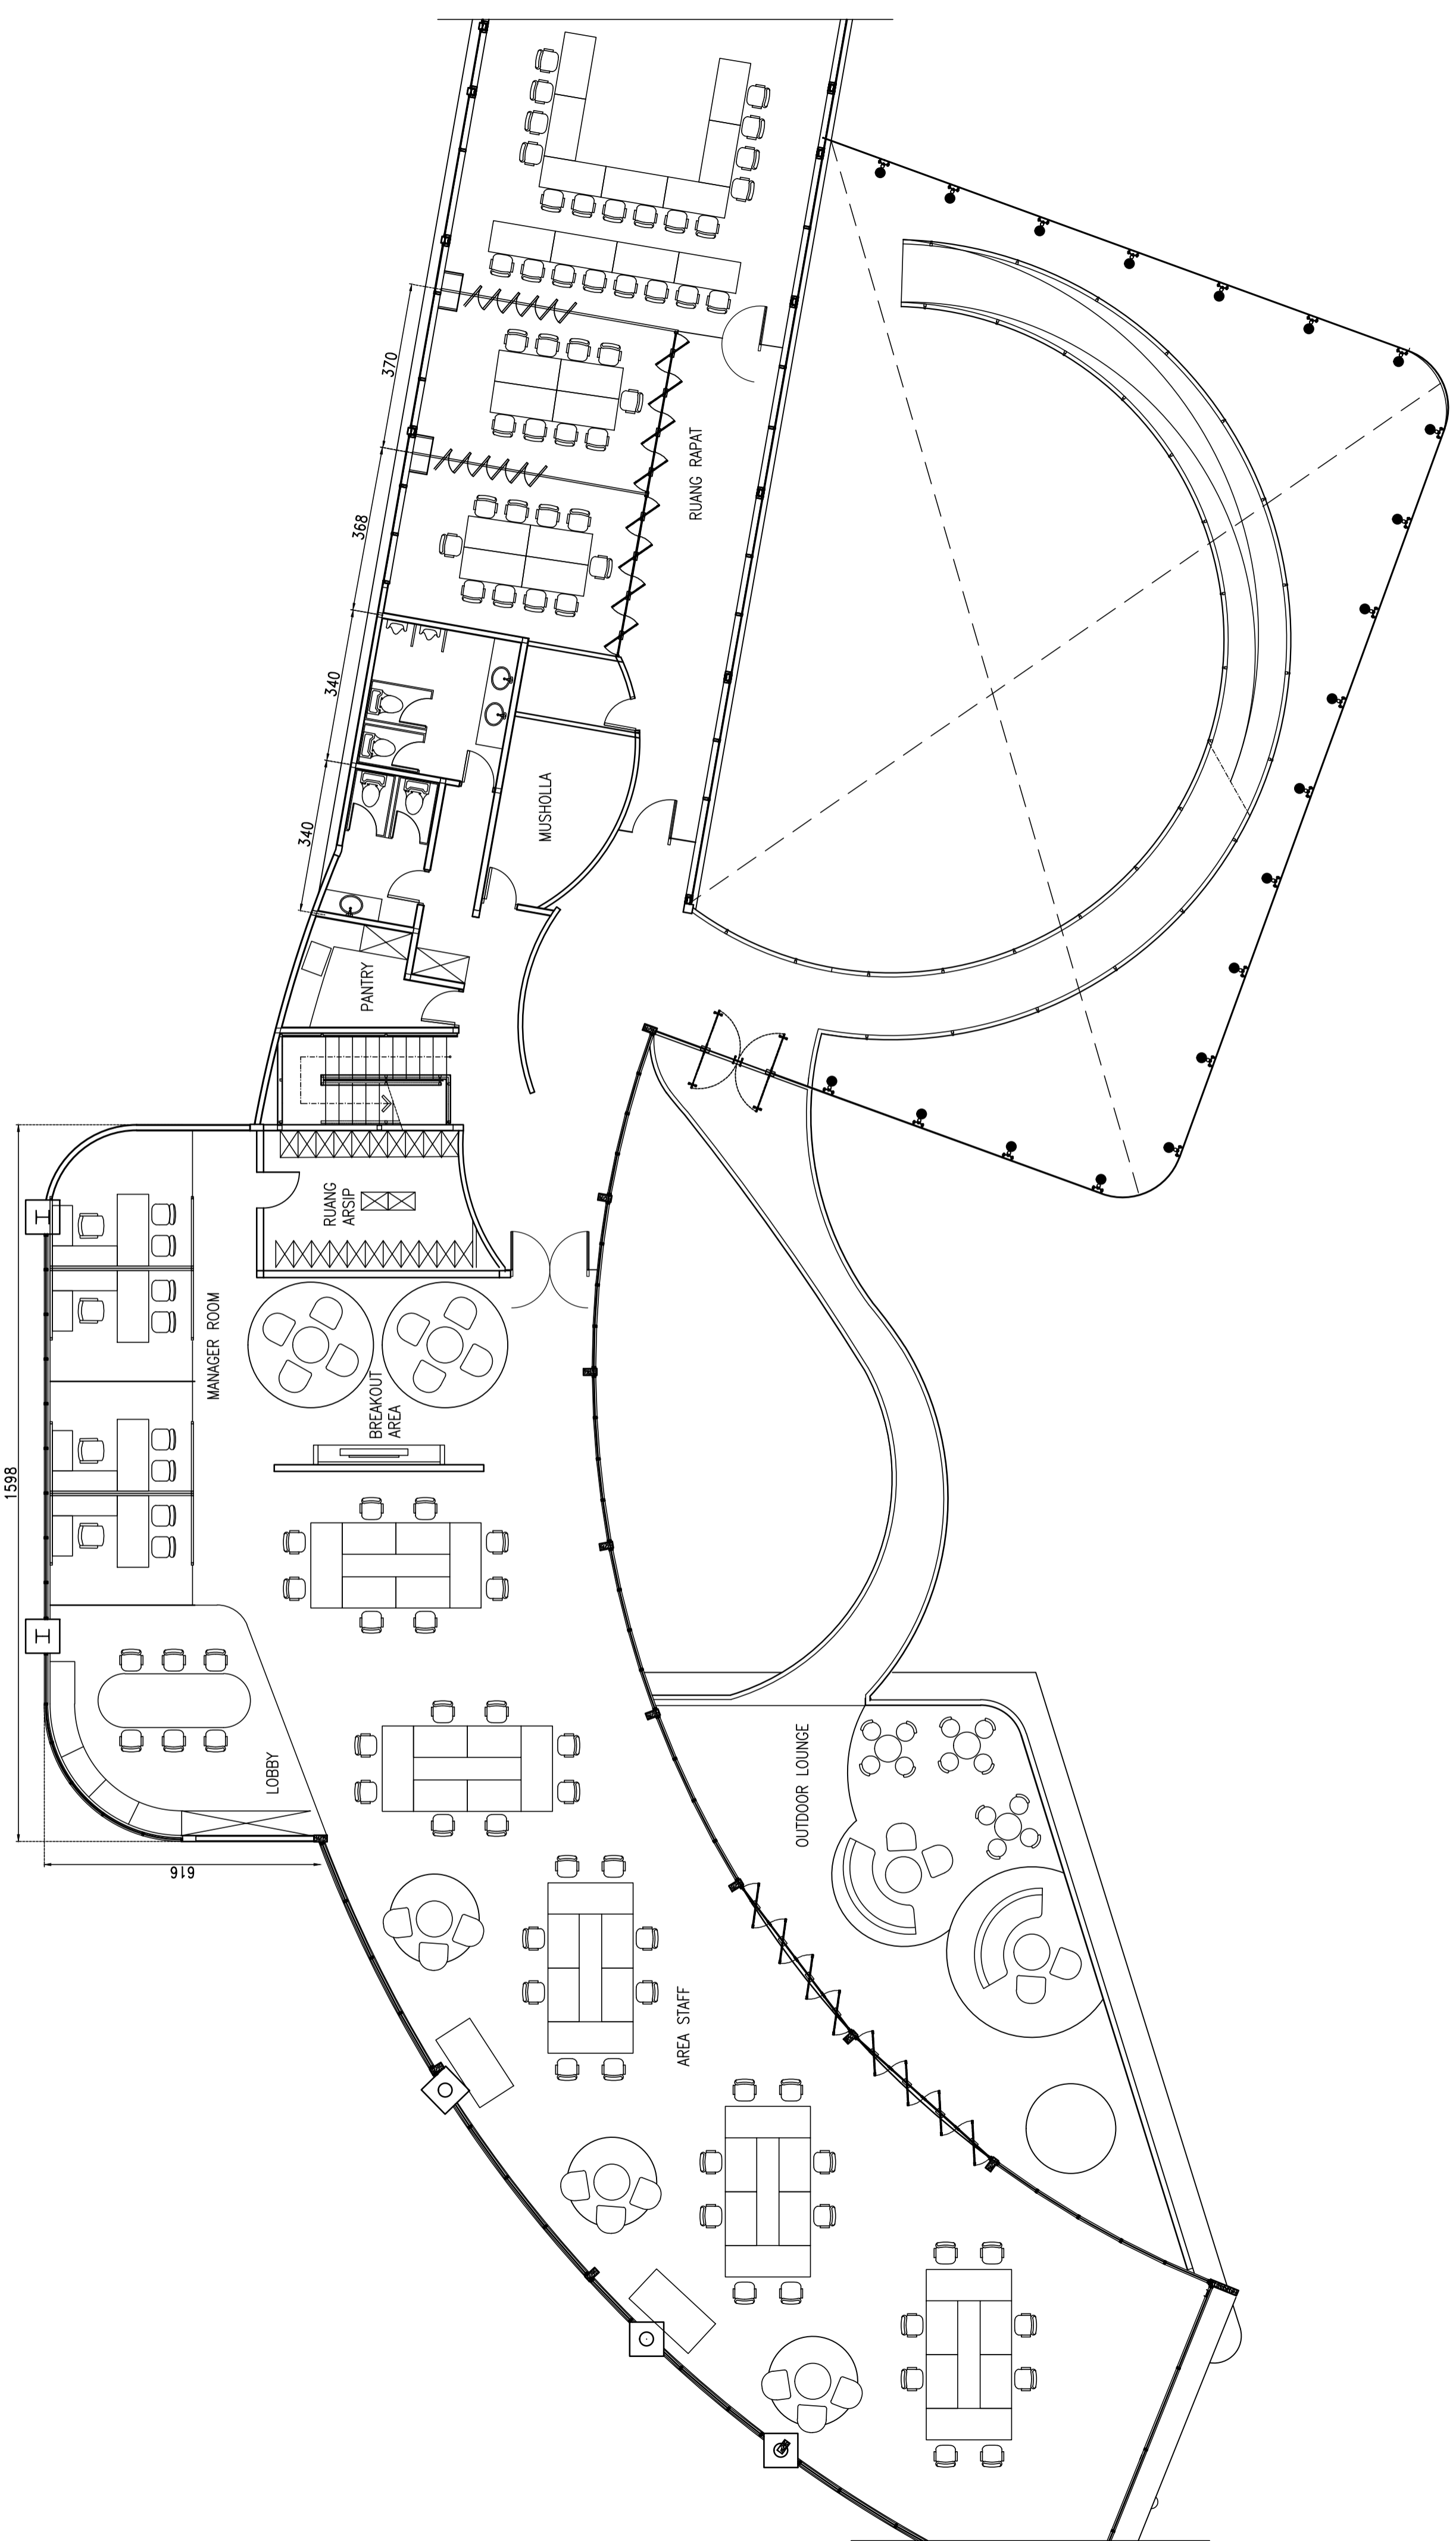 370
368
340
340
RUANG RAPAT
MUSHOLLA
PANTRY
RUANG
ARSIP
MANAGER ROOM
BREAKOUT
AREA
1598
LOBBY
616
OUTDOOR LOUNGE
AREA STAFF